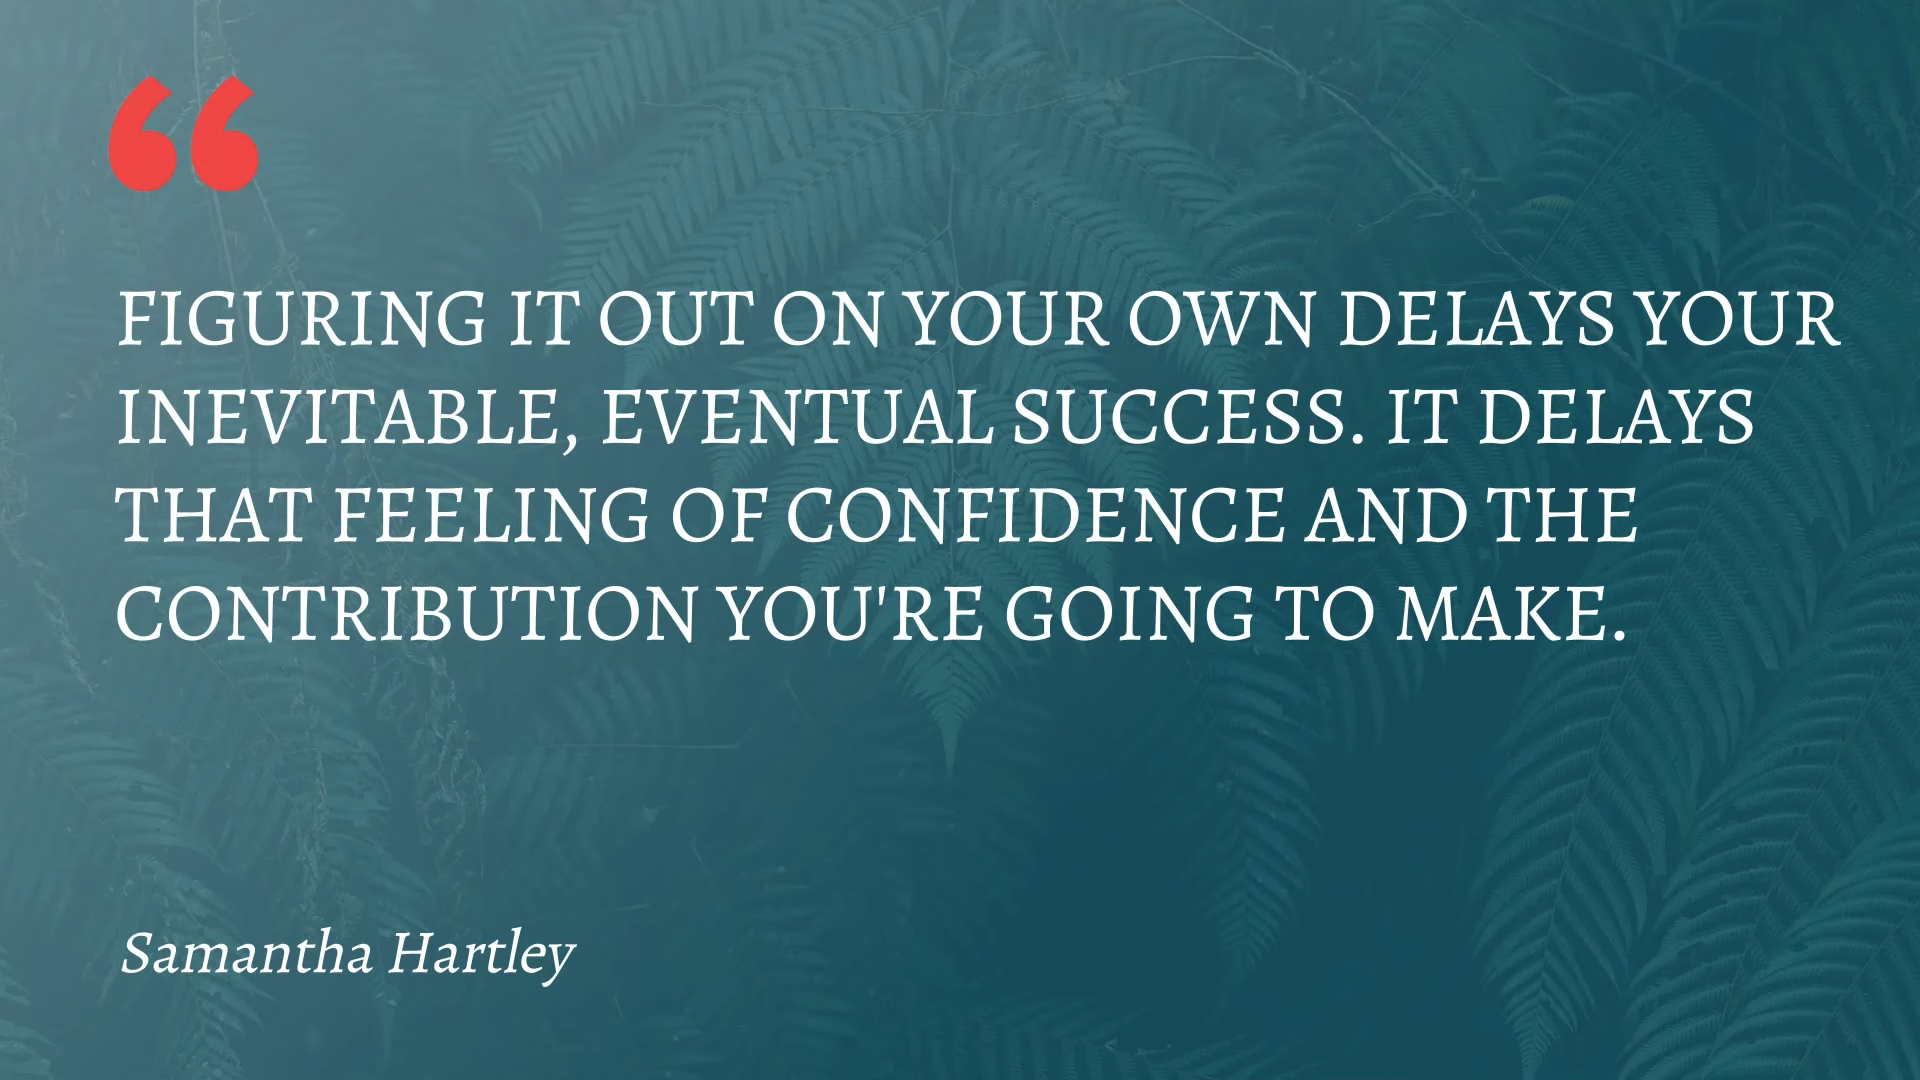 “
FIGURING IT OUT ON YOUR OWN DELAYS YOUR
INEVITABLE, EVENTUAL SUCCESS. IT DELAYS
THAT FEELING OF CONFIDENCE AND THE
CONTRIBUTION YOU'RE GOING TO MAKE.
Samantha Hartley